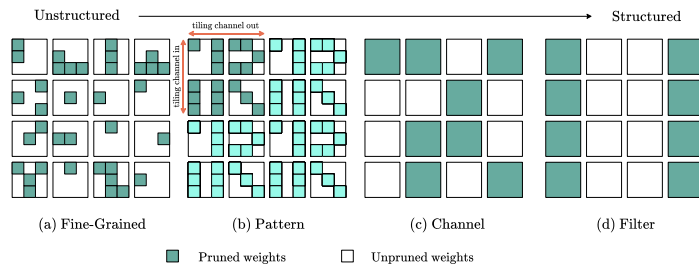 Unstructured
Structured
tiling channel out
tiling channel in
(a) Fine-Grained
(b) Pattern
(c) Channel
(d) Filter
Pruned weights
Unpruned weights